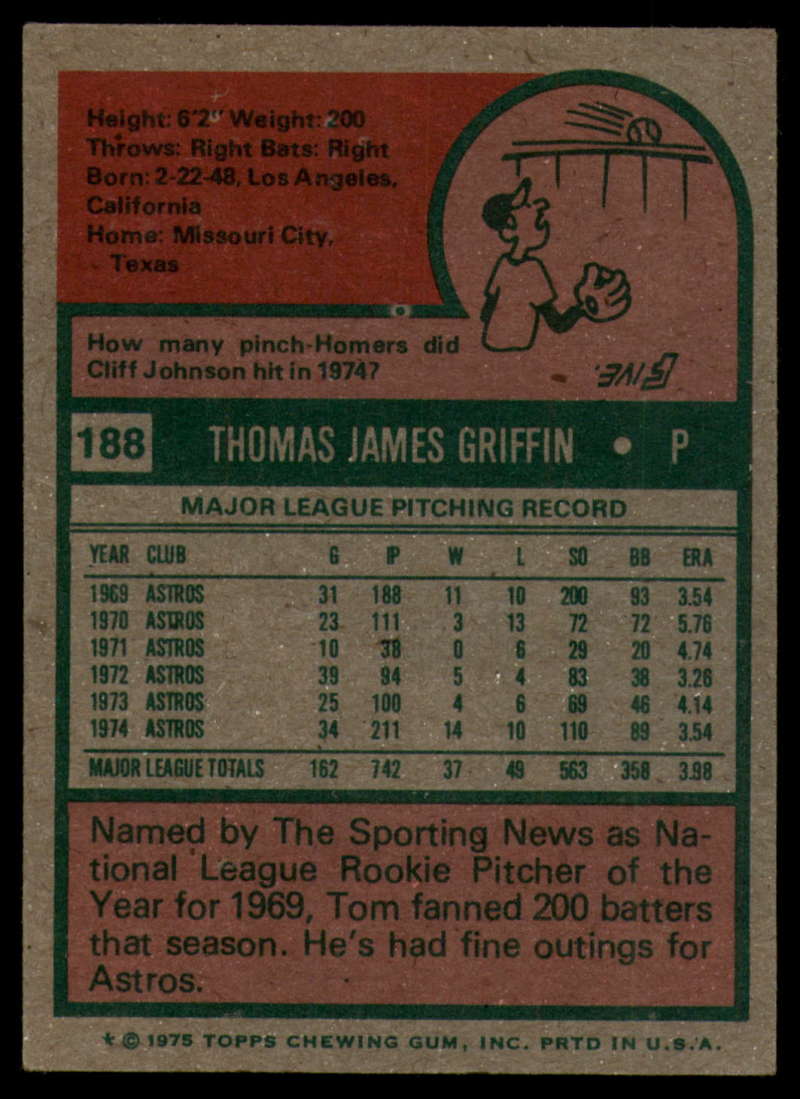 Height: 6'2" Weight: 200
Throws: Right Bats: Right
Born: 2-22-48, Los Angeles,
California
Home: Missouri City,
Texas
How many pinch-Homers did
Cliff Johnson hit in 1974?
FIVE.
188 THOMAS JAMES GRIFFIN • P
MAJOR LEAGUE PITCHING RECORD
YEAR CLUB G IP W L SO BB ERA
1969 ASTROS 31 188 11 10 200 93 3.54
1970 ASTROS 23 111 3 13 72 72 5.76
1971 ASTROS 10 38 0 6 29 20 4.74
1972 ASTROS 39 94 5 4 83 38 3.26
1973 ASTROS 25 100 4 6 69 46 4.14
1974 ASTROS 34 211 14 10 110 89 3.54
MAJOR LEAGUE TOTALS 162 742 37 49 563 358 3.98
Named by The Sporting News as Na-
tional League Rookie Pitcher of the
Year for 1969, Tom fanned 200 batters
that season. He's had fine outings for
Astros.
* © 1975 TOPPS CHEWING GUM, INC. PRTD IN U.S.A.